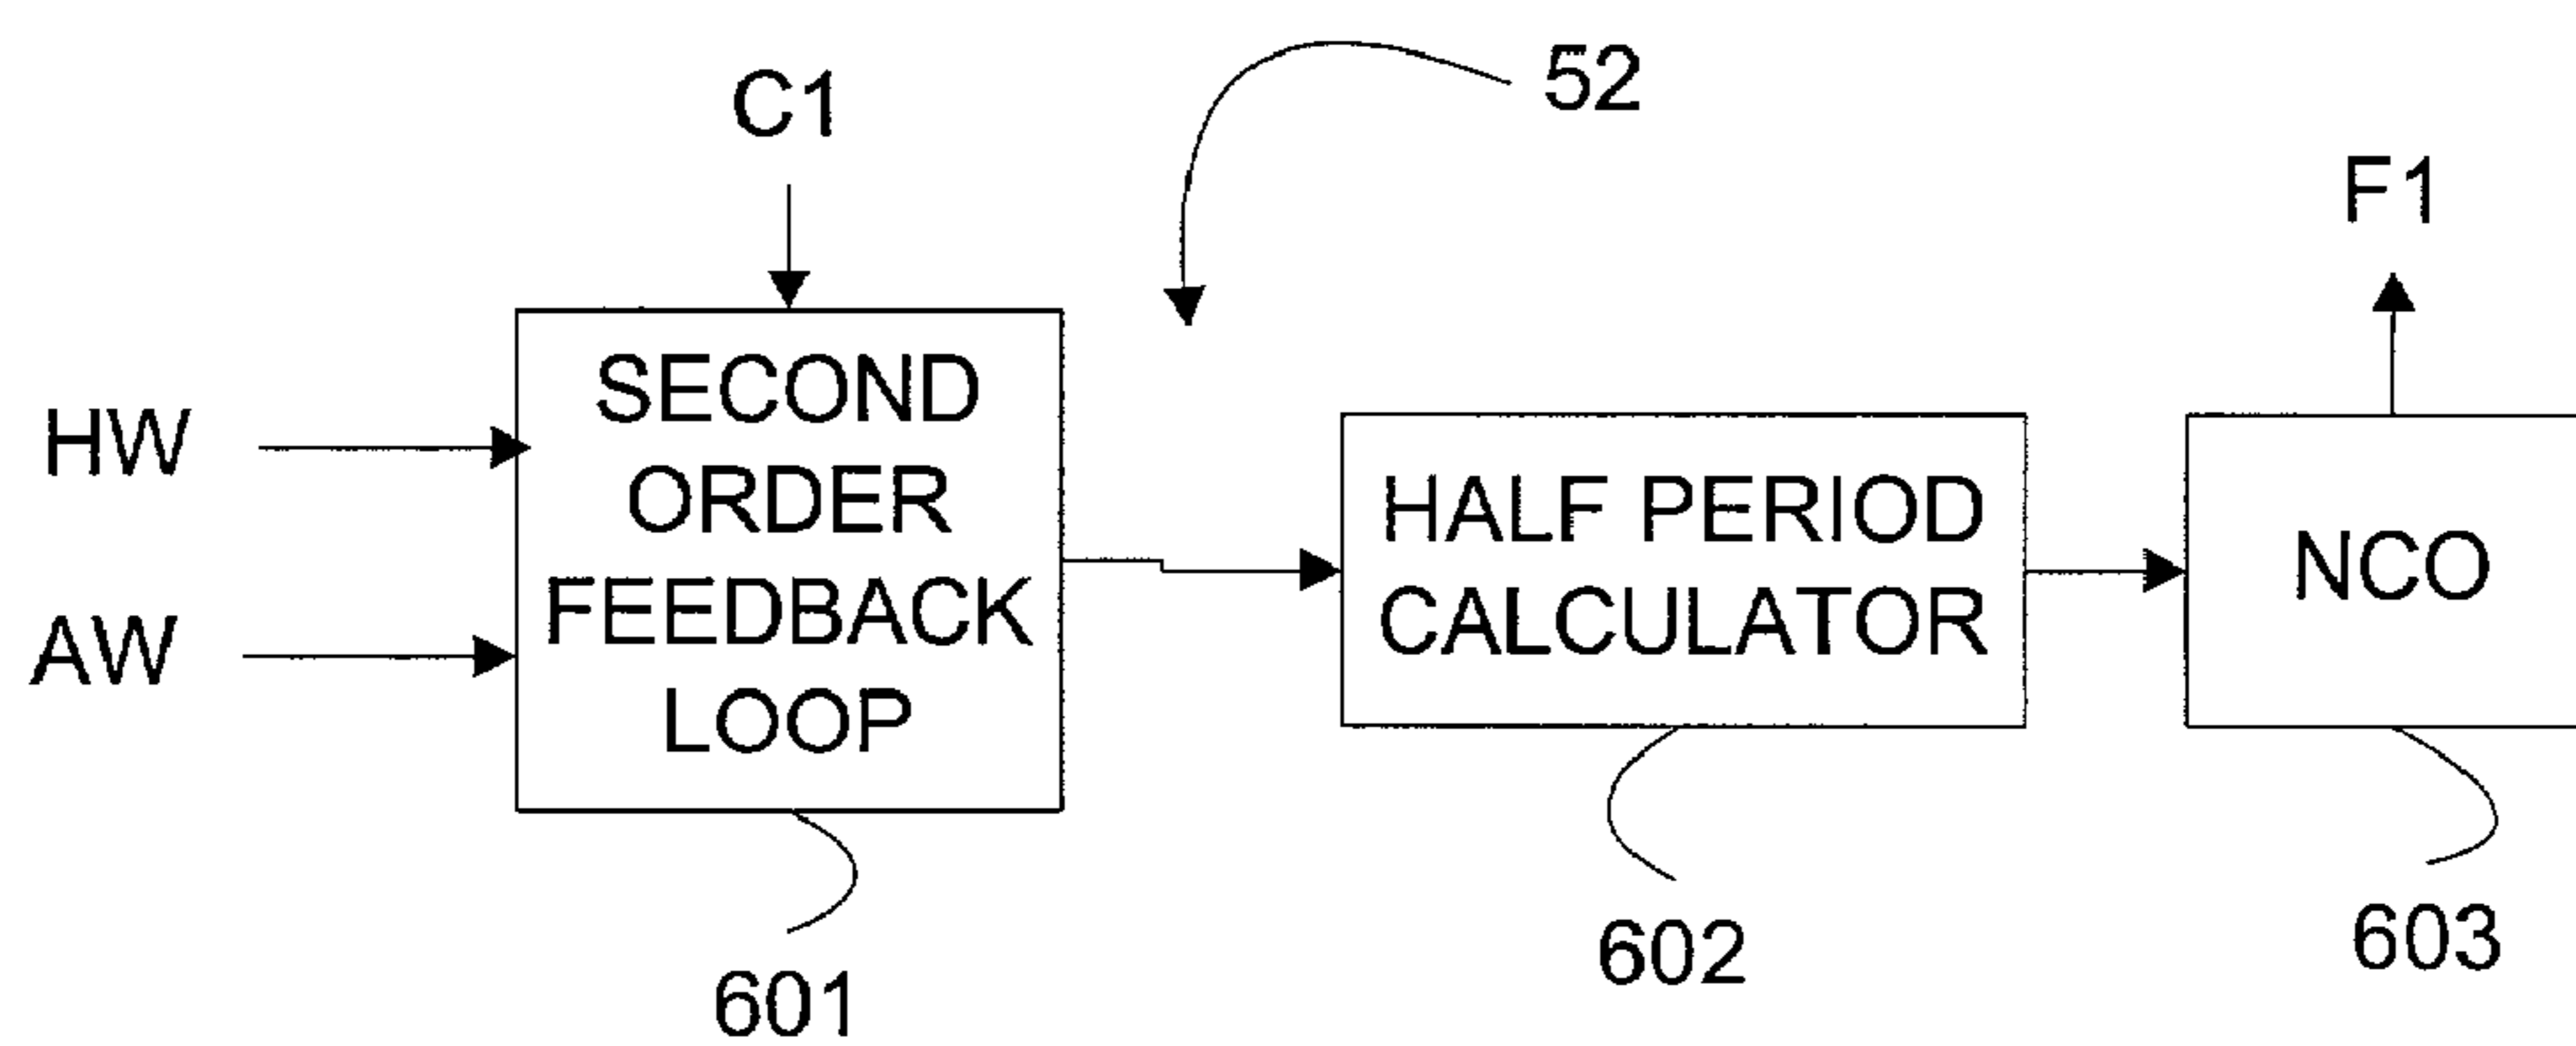 C1
52
F1
HW
AW
SECOND
ORDER
FEEDBACK
LOOP
HALF PERIOD
CALCULATOR
NCO
601
602
603